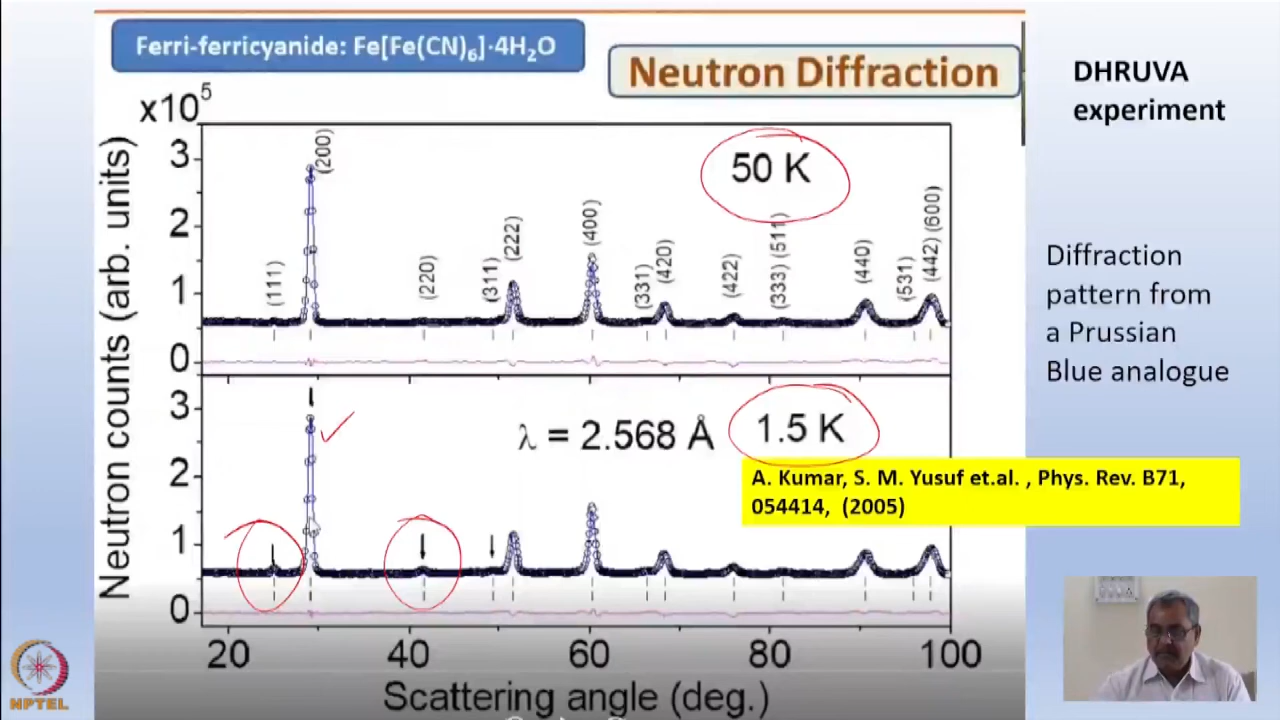 Ferri-ferricyanide: Fe[Fe(CN)6]·4H2O
Neutron Diffraction
DHRUVA
experiment
Diffraction
pattern from
a Prussian
Blue analogue
x10^5
Neutron counts (arb. units)
3
2
1
0
50 K
(111)
(200)
(220)
(311)
(222)
(400)
(331)
(420)
(422)
(333) (511)
(440)
(531)
(442) (600)
3
2
1
0
λ = 2.568 Å
1.5 K
A. Kumar, S. M. Yusuf et.al. , Phys. Rev. B71,
054414, (2005)
20 40 60 80 100
Scattering angle (deg.)
NPTEL